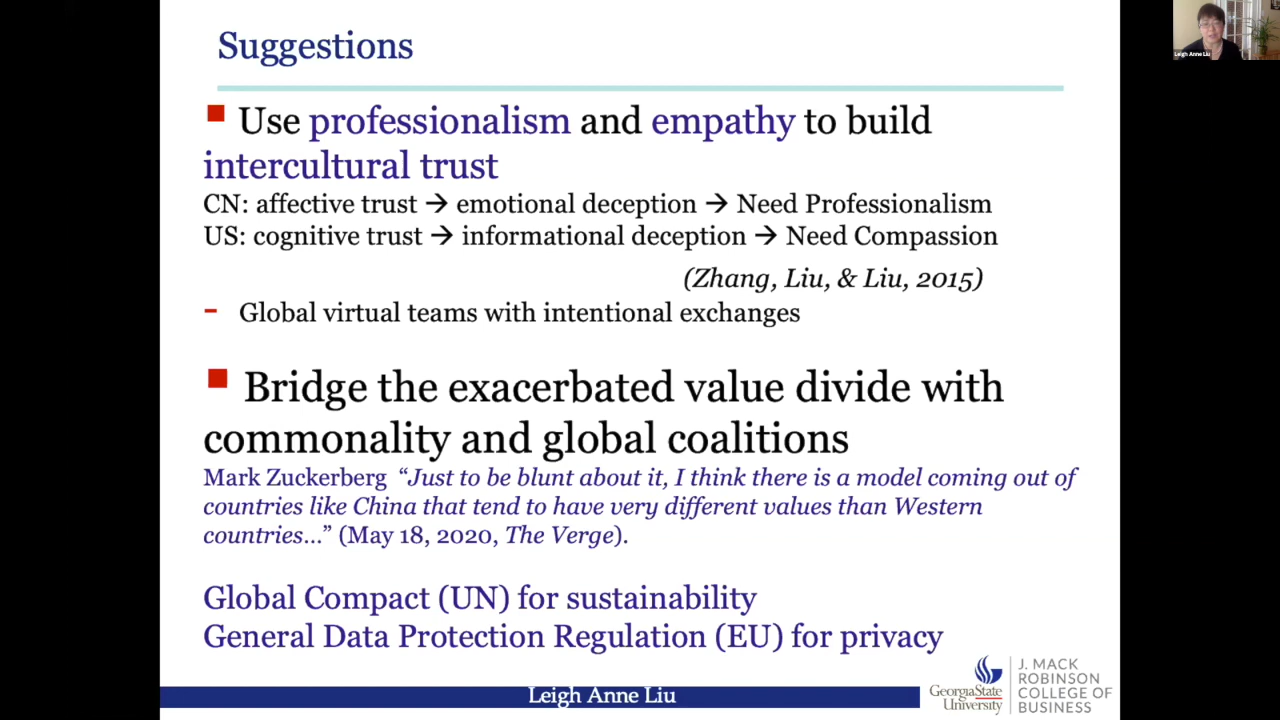 Suggestions
Leigh Anne Liu
Use professionalism and empathy to build
intercultural trust
CN: affective trust → emotional deception → Need Professionalism
US: cognitive trust → informational deception → Need Compassion
(Zhang, Liu, & Liu, 2015)
- Global virtual teams with intentional exchanges
Bridge the exacerbated value divide with
commonality and global coalitions
Mark Zuckerberg “Just to be blunt about it, I think there is a model coming out of
countries like China that tend to have very different values than Western
countries…” (May 18, 2020, The Verge).
Global Compact (UN) for sustainability
General Data Protection Regulation (EU) for privacy
Leigh Anne Liu
GeorgiaState
University
J. MACK
ROBINSON
COLLEGE OF
BUSINESS